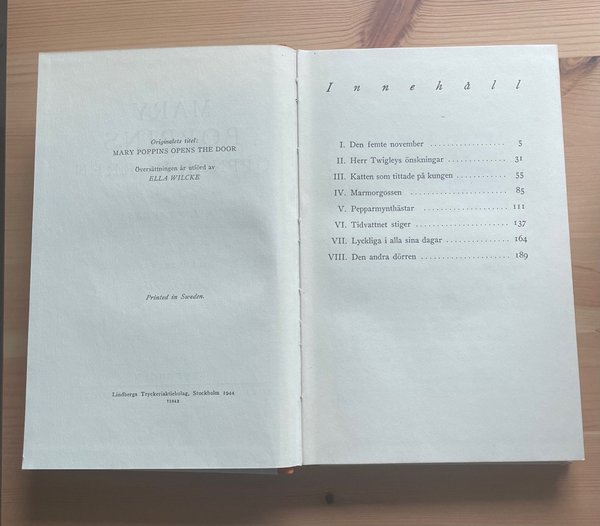 Originalets titel:
MARY POPPINS OPENS THE DOOR
Översättningen är utförd av
ELLA WILCKE
Printed in Sweden.
Lindbergs Tryckeriaktiebolag, Stockholm 1944
Innehåll
I. Den femte november 5
II. Herr Twigleys önskningar 31
III. Katten som tittade på kungen 55
IV. Marmorgossen 85
V. Pepparmynthästar 111
VI. Tidvattnet stiger 137
VII. Lyckliga i alla sina dagar 164
VIII. Den andra dörren 189